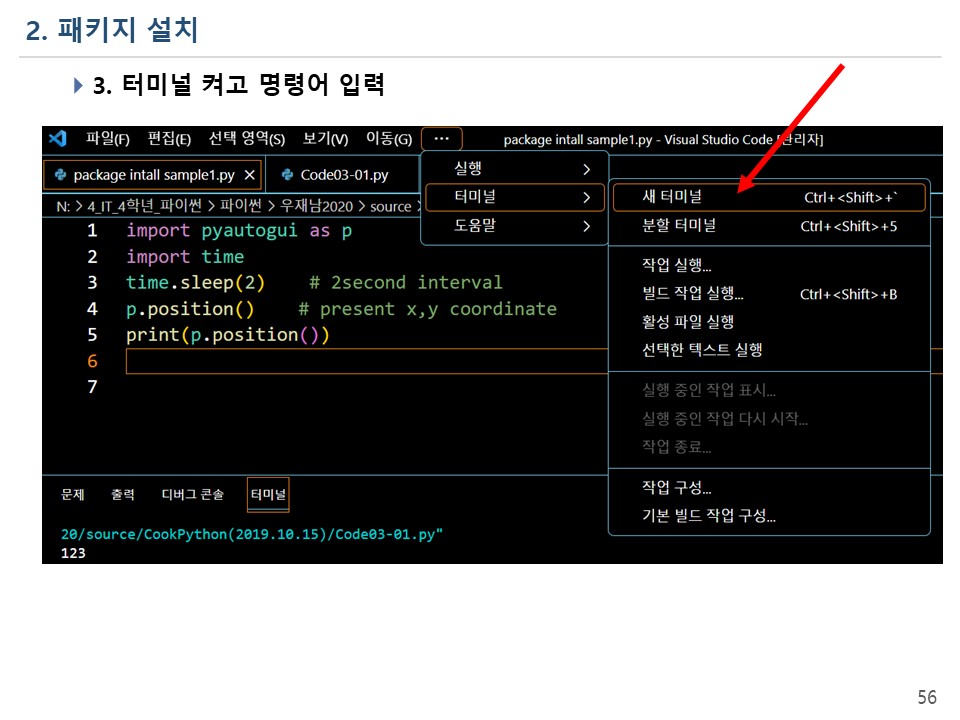 2. 패키지 설치
3. 터미널 켜고 명령어 입력
파일(F) 편집(E) 선택 영역(S) 보기(V) 이동(G) ··· package intall sample1.py - Visual Studio Code [관리자]
package intall sample1.py × Code03-01.py
N: > 4_IT_4학년_파이썬 > 파이썬 > 우재남2020 > source >
실행 >
터미널 >
도움말 >
새 터미널 Ctrl+<Shift>+`
분할 터미널 Ctrl+<Shift>+5
작업 실행...
빌드 작업 실행... Ctrl+<Shift>+B
활성 파일 실행
선택한 텍스트 실행
실행 중인 작업 표시...
실행 중인 작업 다시 시작...
작업 종료...
작업 구성...
기본 빌드 작업 구성...
1 import pyautogui as p
2 import time
3 time.sleep(2) # 2second interval
4 p.position() # present x,y coordinate
5 print(p.position())
6
7
문제 출력 디버그 콘솔 터미널
20/source/CookPython(2019.10.15)/Code03-01.py"
123
56